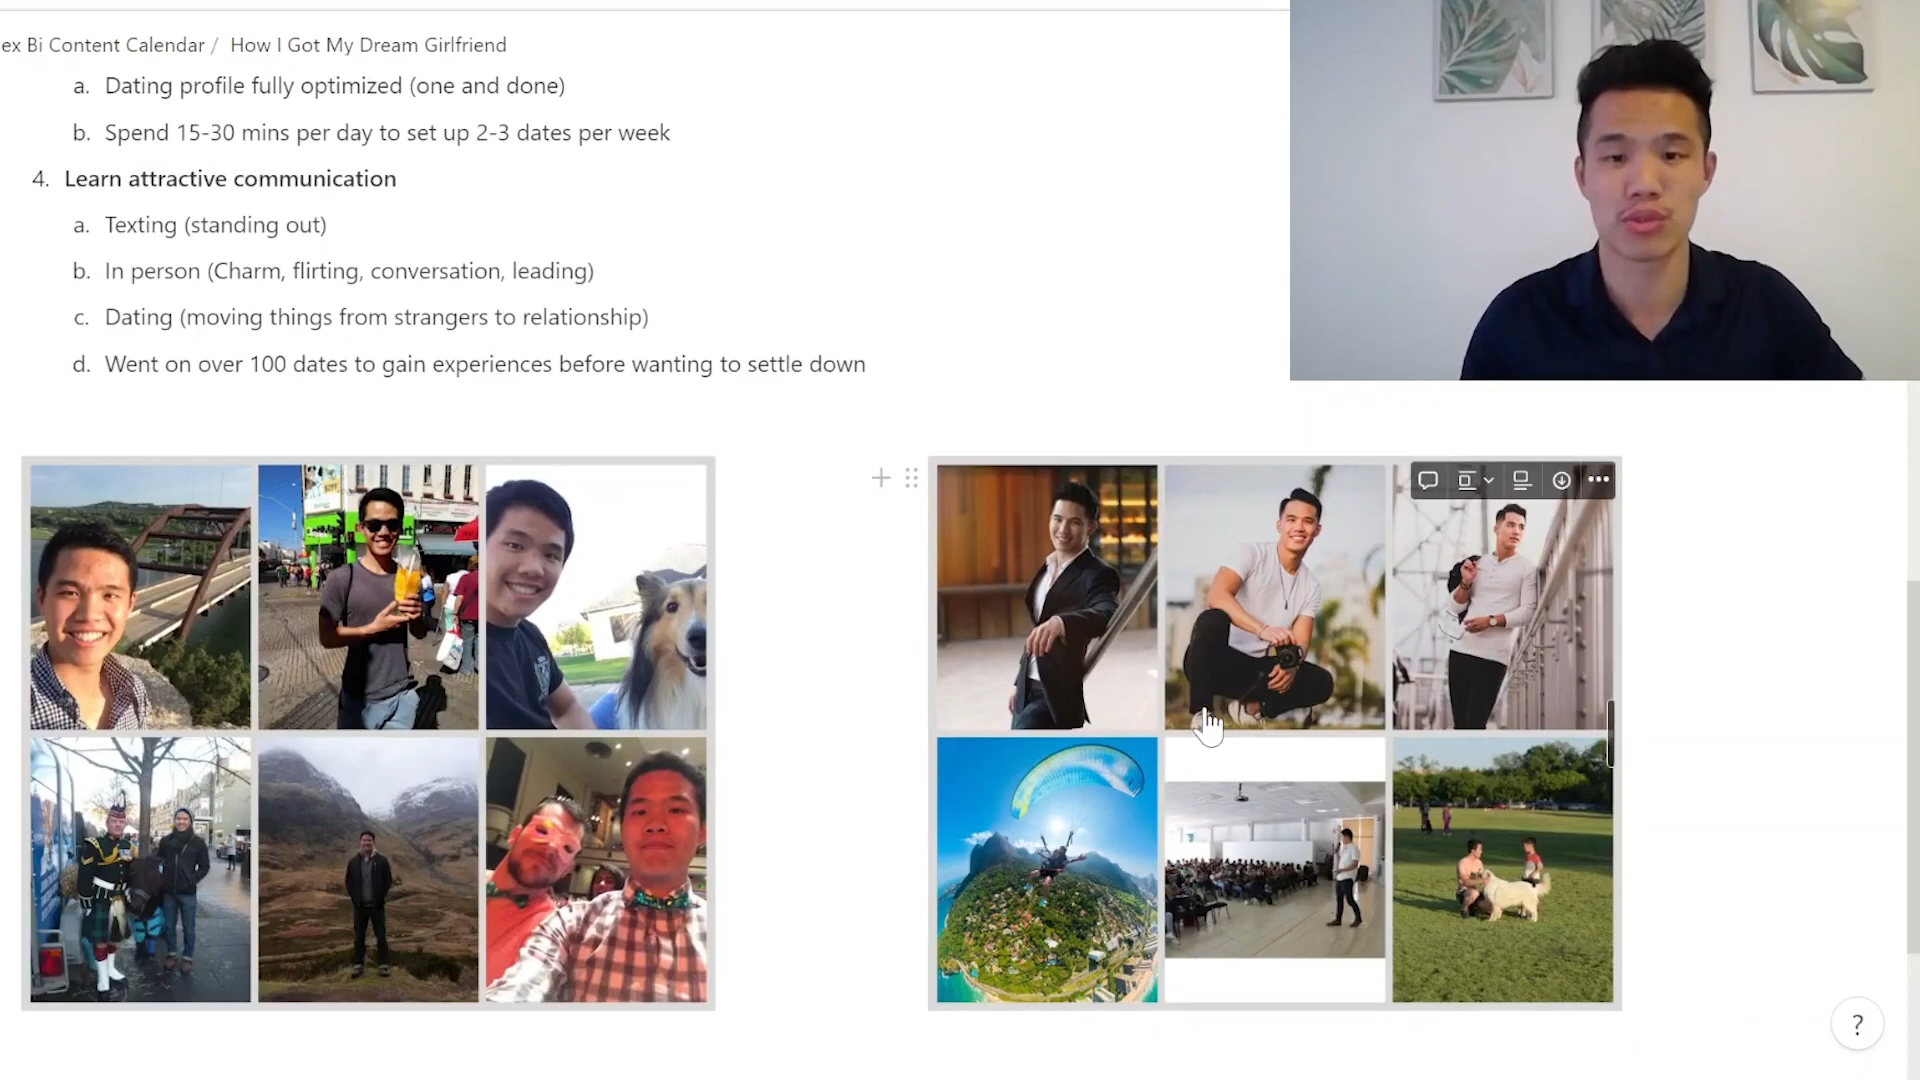 ex Bi Content Calendar / How I Got My Dream Girlfriend
a. Dating profile fully optimized (one and done)
b. Spend 15-30 mins per day to set up 2-3 dates per week
4. Learn attractive communication
a. Texting (standing out)
b. In person (Charm, flirting, conversation, leading)
c. Dating (moving things from strangers to relationship)
d. Went on over 100 dates to gain experiences before wanting to settle down
?